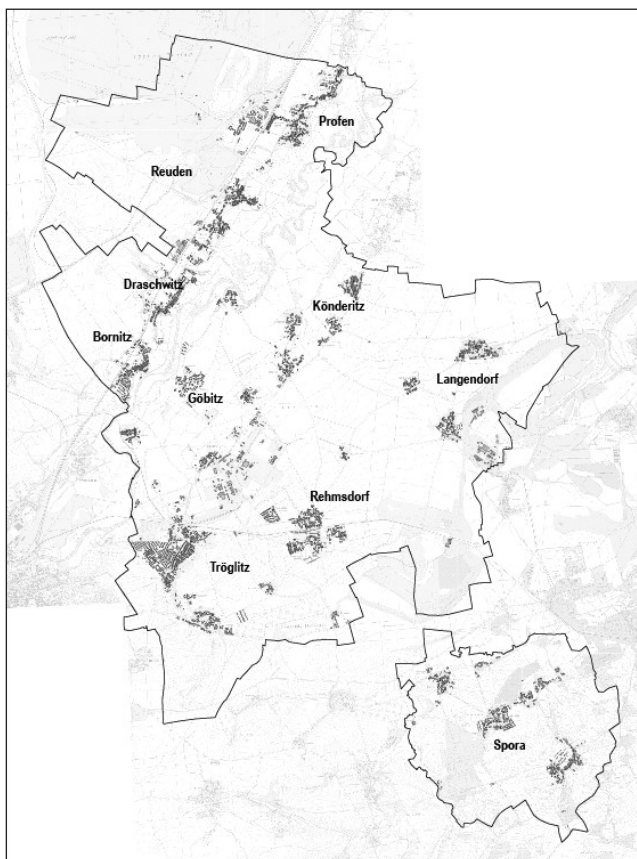 Profen
Reuden
Draschwitz
Könderitz
Bornitz
Langendorf
Göbitz
Rehmsdorf
Tröglitz
Spora